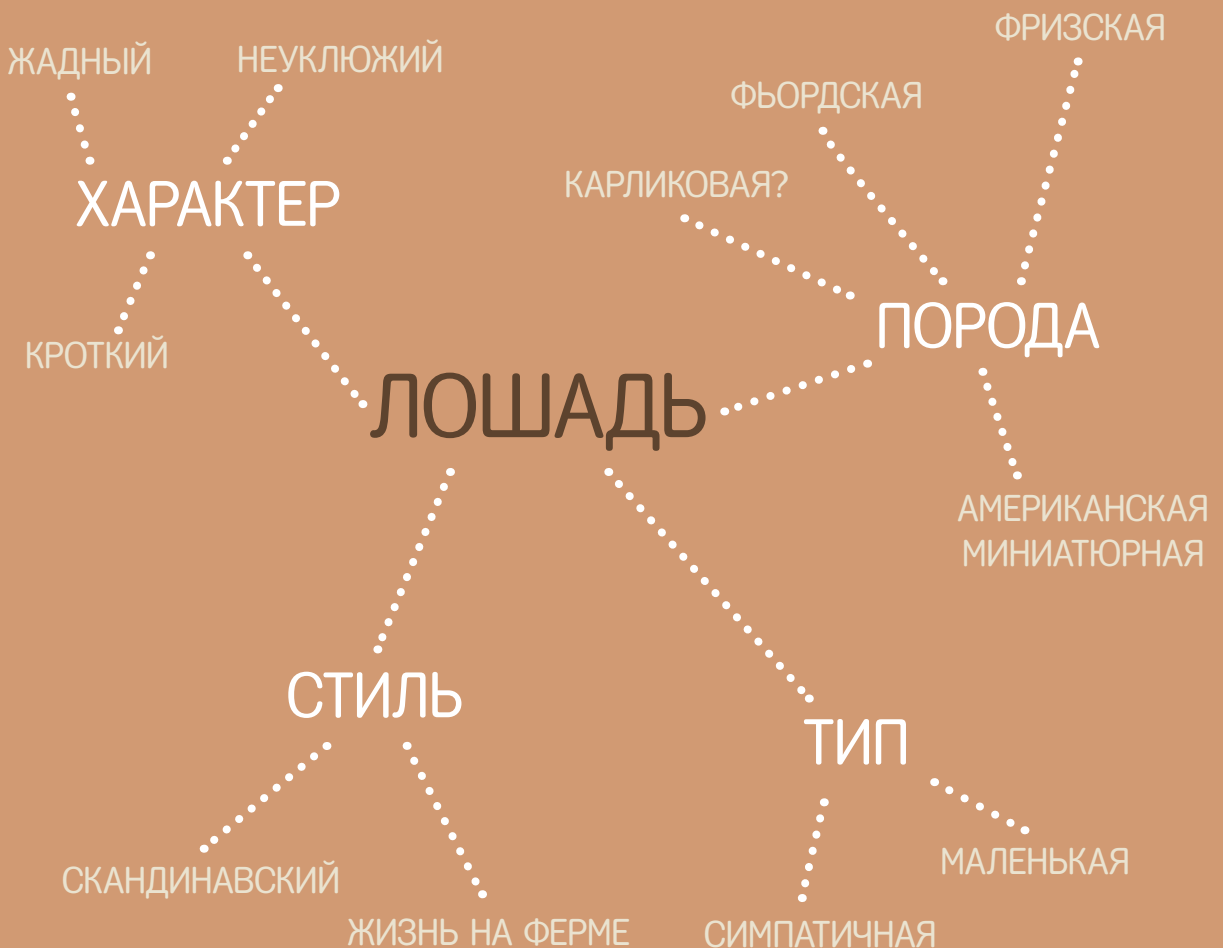 ФРИЗСКАЯ
ЖАДНЫЙ
НЕУКЛЮЖИЙ
ФЬОРДСКАЯ
КАРЛИКОВАЯ?
ХАРАКТЕР
ПОРОДА
КРОТКИЙ
ЛОШАДЬ
АМЕРИКАНСКАЯ
МИНИАТЮРНАЯ
СТИЛЬ
ТИП
МАЛЕНЬКАЯ
СКАНДИНАВСКИЙ
ЖИЗНЬ НА ФЕРМЕ
СИМПАТИЧНАЯ